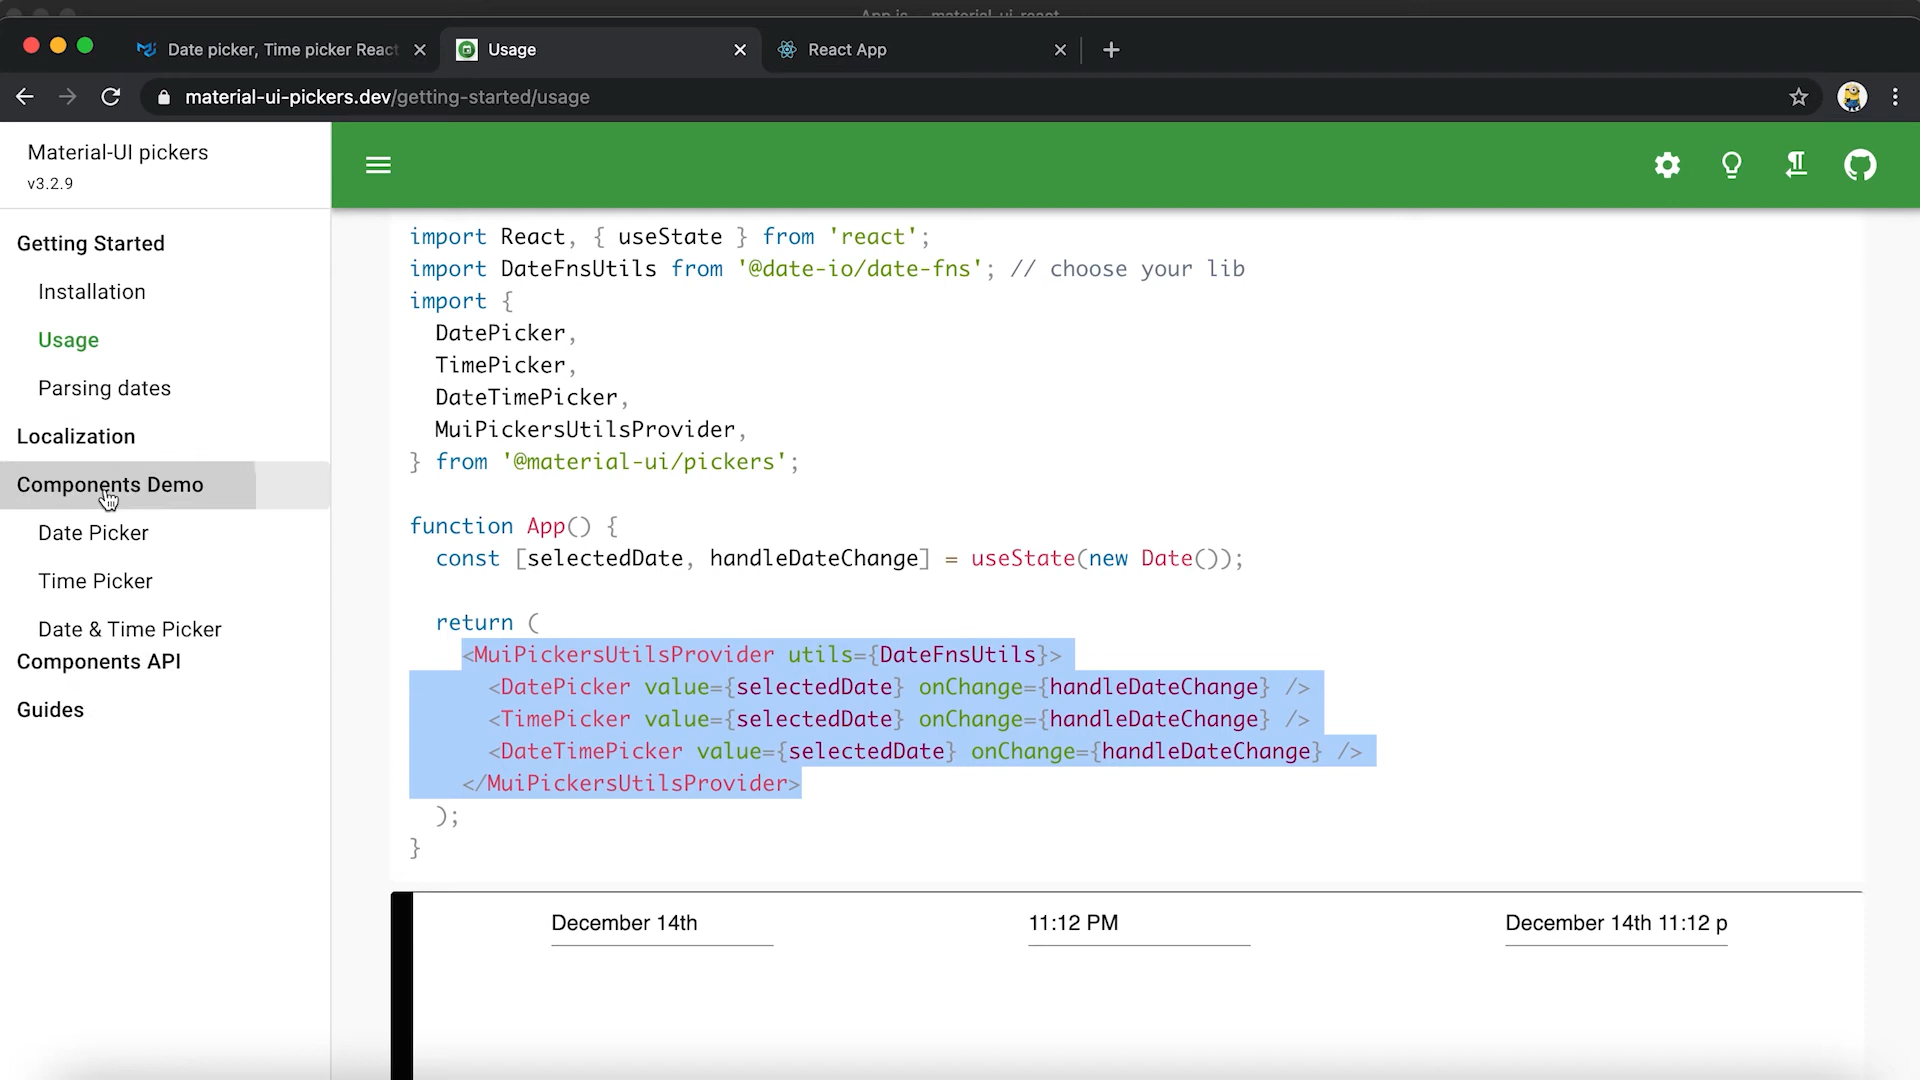 App.js — material-ui-react
Date picker, Time picker React
Usage
React App
material-ui-pickers.dev/getting-started/usage
Material-UI pickers
v3.2.9
Getting Started
Installation
Usage
Parsing dates
Localization
Components Demo
Date Picker
Time Picker
Date & Time Picker
Components API
Guides
import React, { useState } from 'react';
import DateFnsUtils from '@date-io/date-fns'; // choose your lib
import {
DatePicker,
TimePicker,
DateTimePicker,
MuiPickersUtilsProvider,
} from '@material-ui/pickers';
function App() {
const [selectedDate, handleDateChange] = useState(new Date());
return (
<MuiPickersUtilsProvider utils={DateFnsUtils}>
<DatePicker value={selectedDate} onChange={handleDateChange} />
<TimePicker value={selectedDate} onChange={handleDateChange} />
<DateTimePicker value={selectedDate} onChange={handleDateChange} />
</MuiPickersUtilsProvider>
);
}
December 14th
11:12 PM
December 14th 11:12 p